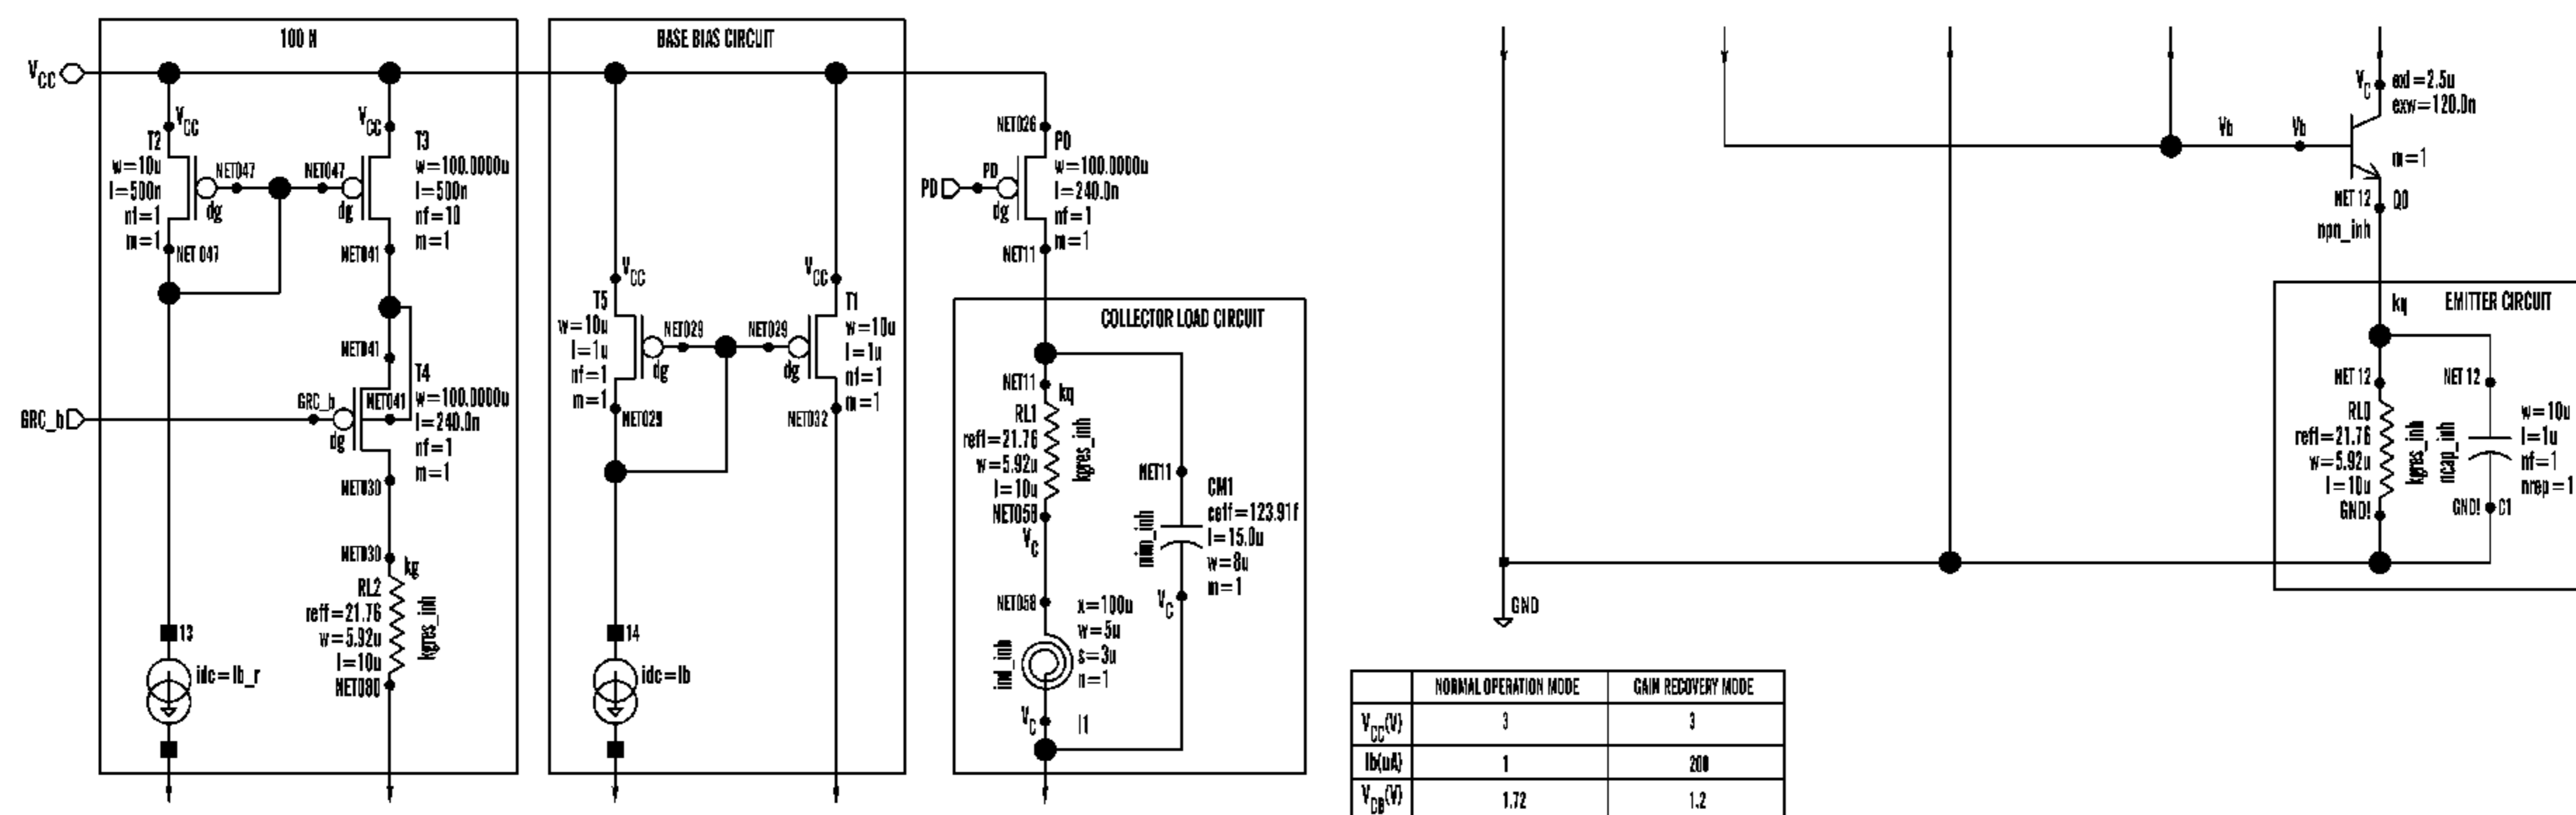 100 N
BASE BIAS CIRCUIT
VCC
VCC
VCC
T2
w=10u
l=500n
nf=1
m=1
NET047
dg
NET 047
NET047
dg
T3
w=100.0000u
l=500n
nf=10
m=1
NET041
NET041
T4
w=100.0000u
l=240.0n
nf=1
m=1
GRC_b
GRC_b
NET041
dg
NET030
NET030
kg
RL2
reff=21.76
w=5.92u
l=10u
NET080
kgres_inh
13
idc=Ib_r
VCC
T5
w=10u
l=1u
nf=1
m=1
NET029
dg
NET029
NET029
dg
VCC
T1
w=10u
l=1u
nf=1
m=1
NET032
14
idc=Ib
NET026
P0
w=100.0000u
l=240.0n
nf=1
m=1
PD
PD
dg
NET11
COLLECTOR LOAD CIRCUIT
NET11
kq
RL1
reff=21.76
w=5.92u
l=10u
NET058
VC
kgres_inh
NET11
CM1
ceff=123.91f
l=15.0u
w=8u
m=1
mim_inh
VC
NET058
x=100u
w=5u
s=3u
n=1
ind_inh
VC
I1
VC
exl=2.5u
exw=120.0n
Vb
Vb
m=1
NET 12
Q0
npn_inh
kq
EMITTER CIRCUIT
NET 12
RL0
reff=21.76
w=5.92u
l=10u
GND!
kgres_inh
NET 12
ncap_inh
w=10u
l=1u
nf=1
nrep=1
GND!
C1
GND
NORMAL OPERATION MODE GAIN RECOVERY MODE
VCC(V) 3 3
Ib(uA) 1 200
VCB(V) 1.72 1.2